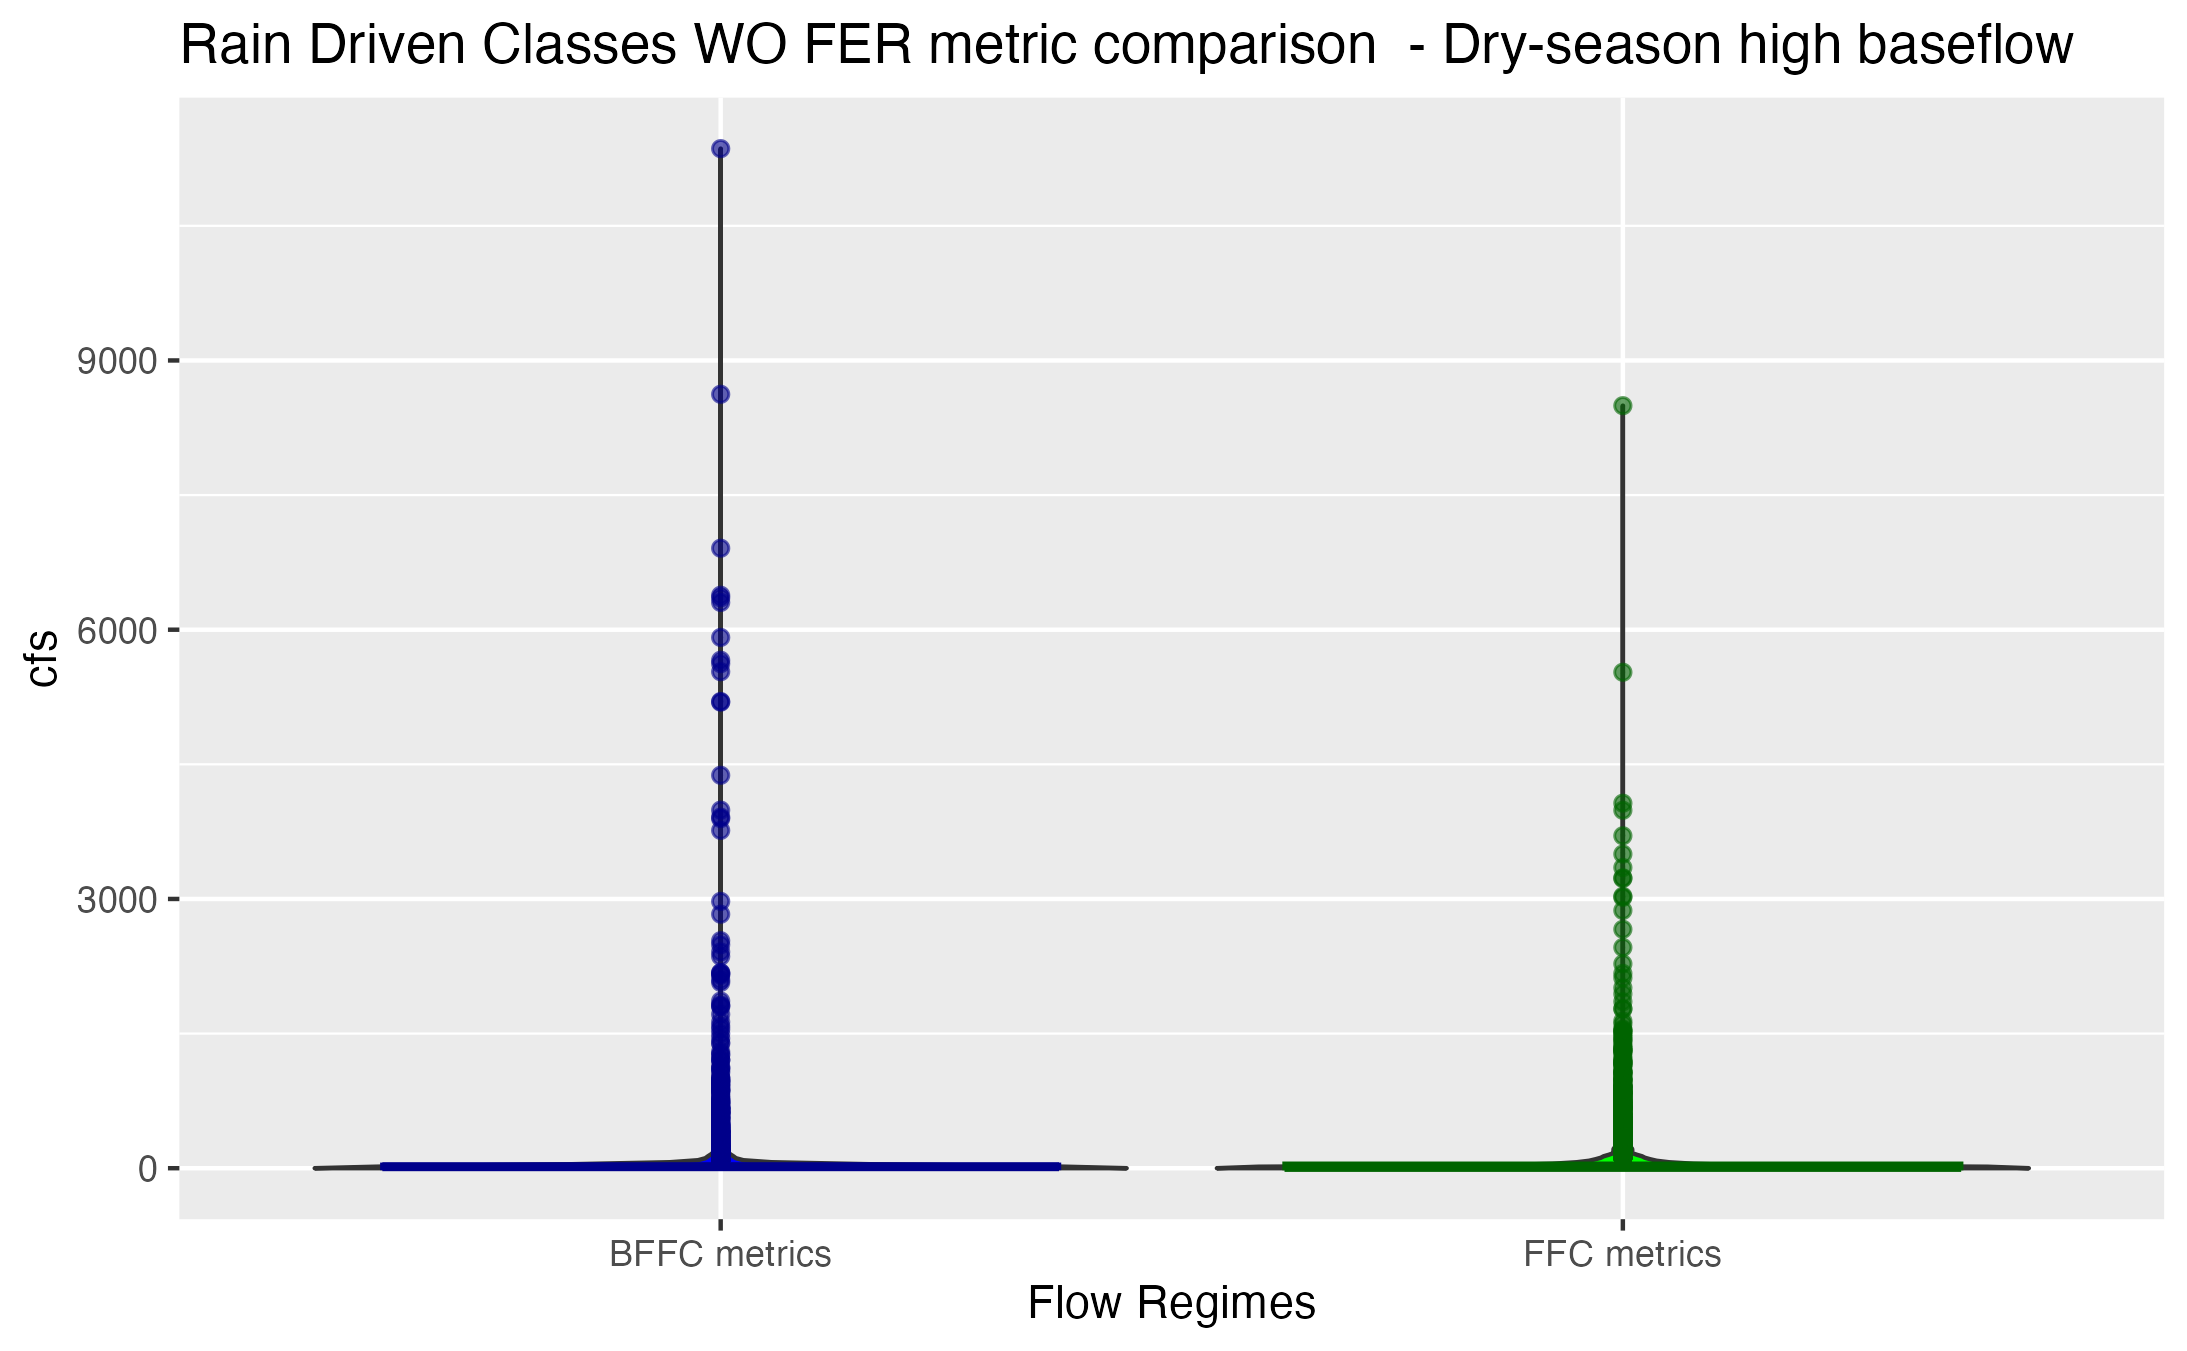 Rain Driven Classes WO FER metric comparison  - Dry-season high baseflow
cfs
9000
6000
3000
0
BFFC metrics
FFC metrics
Flow Regimes